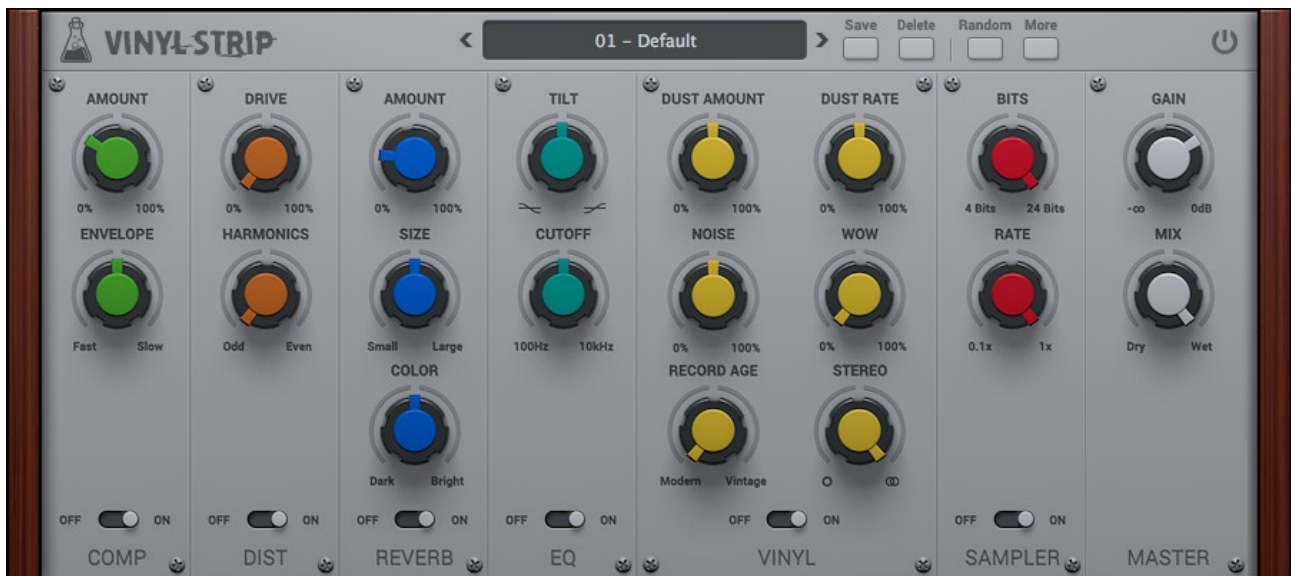 VINYL-STRIP
01 – Default
Save Delete Random More
AMOUNT DRIVE AMOUNT TILT DUST AMOUNT DUST RATE BITS GAIN
0% 100% 0% 100% 0% 100% 0% 100% 0% 100% 4 Bits 24 Bits -∞ 0dB
ENVELOPE HARMONICS SIZE CUTOFF NOISE WOW RATE MIX
Fast Slow Odd Even Small Large 100Hz 10kHz 0% 100% 0% 100% 0.1x 1x Dry Wet
COLOR RECORD AGE STEREO
Dark Bright Modern Vintage
OFF ON OFF ON OFF ON OFF ON OFF ON OFF ON
COMP DIST REVERB EQ VINYL SAMPLER MASTER